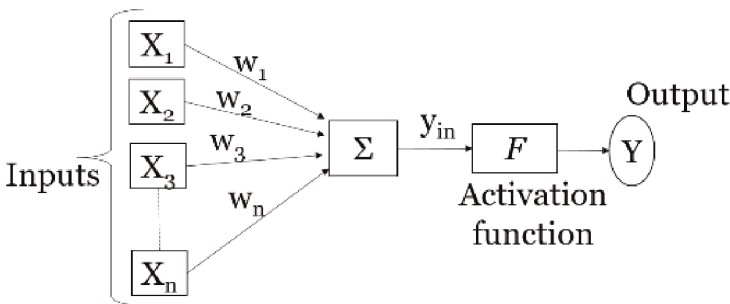 Inputs
X₁
X₂
X₃
Xₙ
w₁
w₂
w₃
wₙ
Σ
yᵢₙ
F
Activation
function
Output
Y